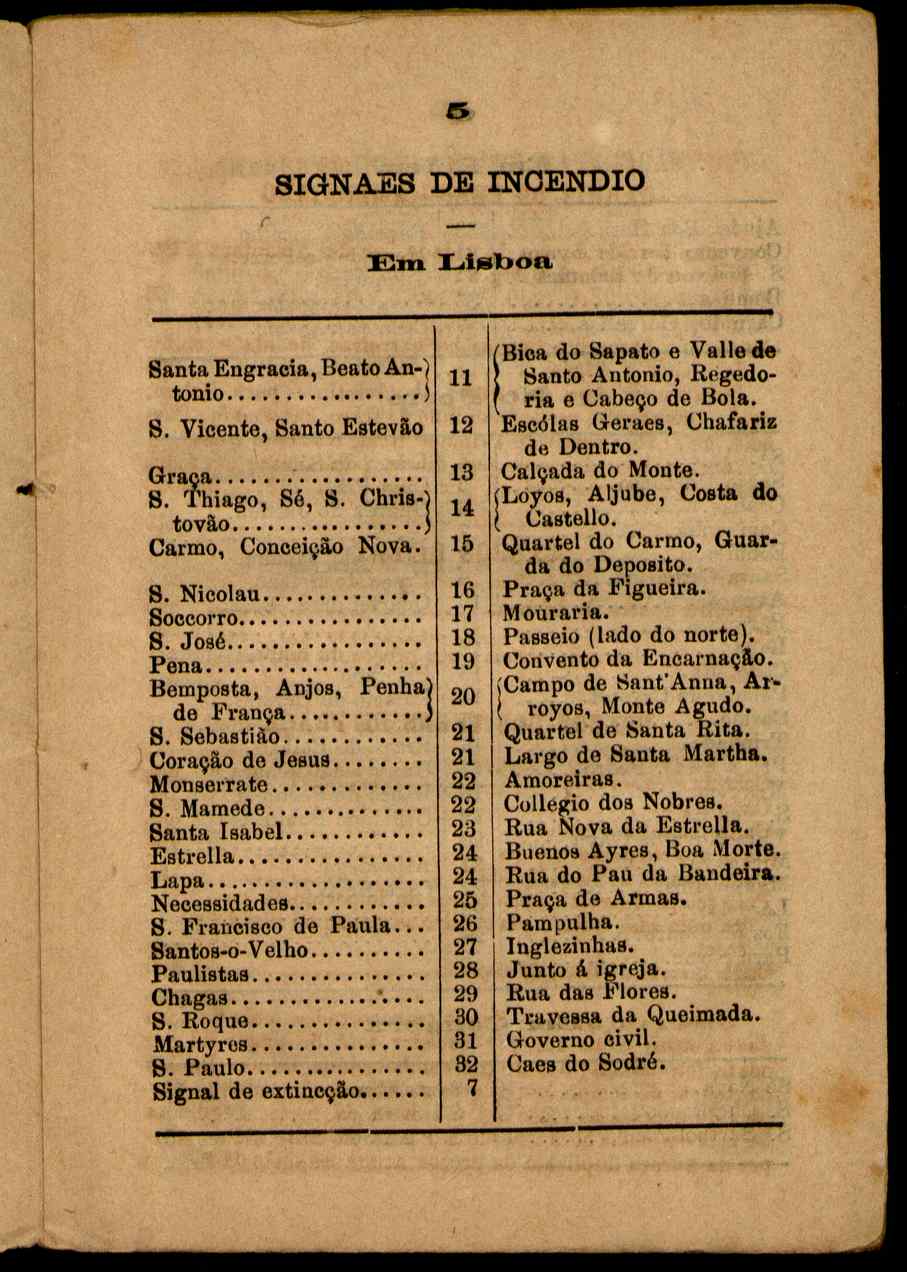 5
SIGNAES DE INCENDIO
Em Lisboa
Santa Engracia, Beato An- 11 Bica do Sapato e Valle de
tonio................. Santo Antonio, Regedo-
ria e Cabeço de Bola.
S. Vicente, Santo Estevão 12 Escólas Geraes, Chafariz
de Dentro.
Graça.................. 13 Calçada do Monte.
S. Thiago, Sé, S. Chris- 14 Loyos, Aljube, Costa do
tovão................. Castello.
Carmo, Conceição Nova. 15 Quartel do Carmo, Guar-
da do Deposito.
S. Nicolau.............. 16 Praça da Figueira.
Soccorro................ 17 Mouraria.
S. José................. 18 Passeio (lado do norte).
Pena................... 19 Convento da Encarnação.
Bemposta, Anjos, Penha 20 Campo de Sant'Anna, Ar-
de França............ royos, Monte Agudo.
S. Sebastião............ 21 Quartel de Santa Rita.
Coração de Jesus........ 21 Largo de Santa Martha.
Monserrate............. 22 Amoreiras.
S. Mamede.............. 22 Collegio dos Nobres.
Santa Isabel............ 23 Rua Nova da Estrella.
Estrella................ 24 Buenos Ayres, Boa Morte.
Lapa................... 24 Rua do Pau da Bandeira.
Necessidades............ 25 Praça de Armas.
S. Francisco de Paula... 26 Pampulha.
Santos-o-Velho.......... 27 Inglezinhas.
Paulistas............... 28 Junto á igreja.
Chagas................. 29 Rua das Flores.
S. Roque............... 30 Travessa da Queimada.
Martyres............... 31 Governo civil.
S. Paulo................ 32 Caes do Sodré.
Signal de extincção...... 7